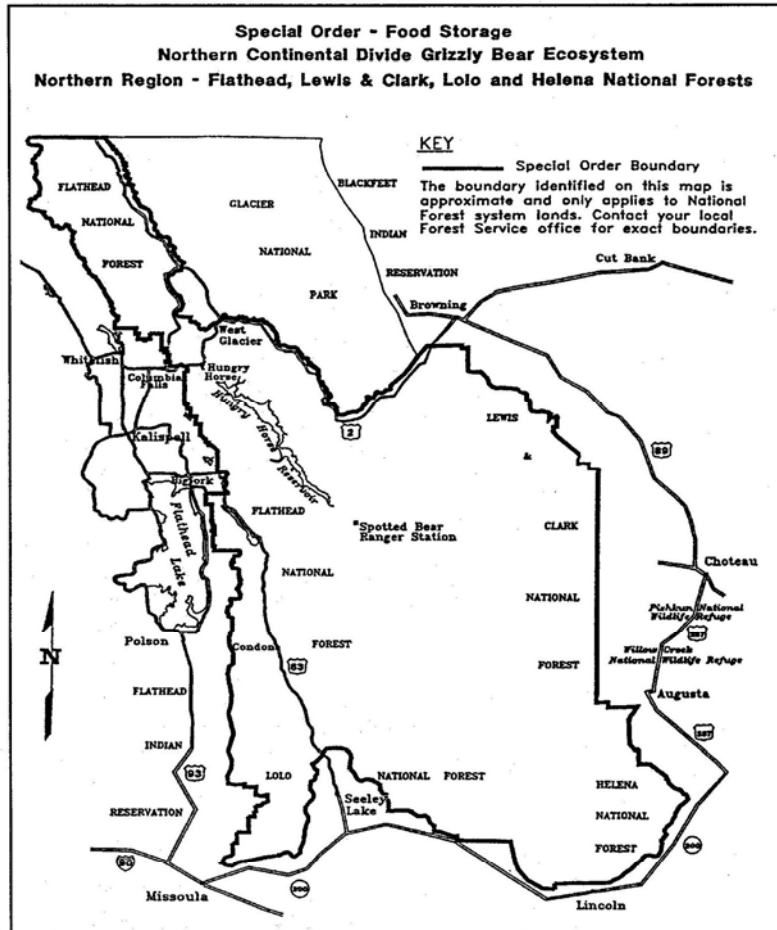 Special Order - Food Storage
Northern Continental Divide Grizzly Bear Ecosystem
Northern Region - Flathead, Lewis & Clark, Lolo and Helena National Forests
KEY
Special Order Boundary
The boundary identified on this map is
approximate and only applies to National
Forest system lands. Contact your local
Forest Service office for exact boundaries.
FLATHEAD
NATIONAL
FOREST
GLACIER
NATIONAL
PARK
BLACKFEET
INDIAN
RESERVATION
Cut Bank
Browning
West
Glacier
Whitefish
Columbia
Falls
Hungry
Horse
Hungry Horse Reservoir
Kalispell
2
LEWIS
&
CLARK
NATIONAL
FOREST
89
Bigfork
Flathead
Lake
FLATHEAD
NATIONAL
FOREST
Spotted Bear
Ranger Station
Choteau
Pishkun National
Wildlife Refuge
287
Willow Creek
National Wildlife Refuge
Augusta
287
N
Polson
Condon
83
FLATHEAD
INDIAN
RESERVATION
93
LOLO
NATIONAL FOREST
Seeley
Lake
HELENA
NATIONAL
FOREST
200
90
Missoula
200
Lincoln